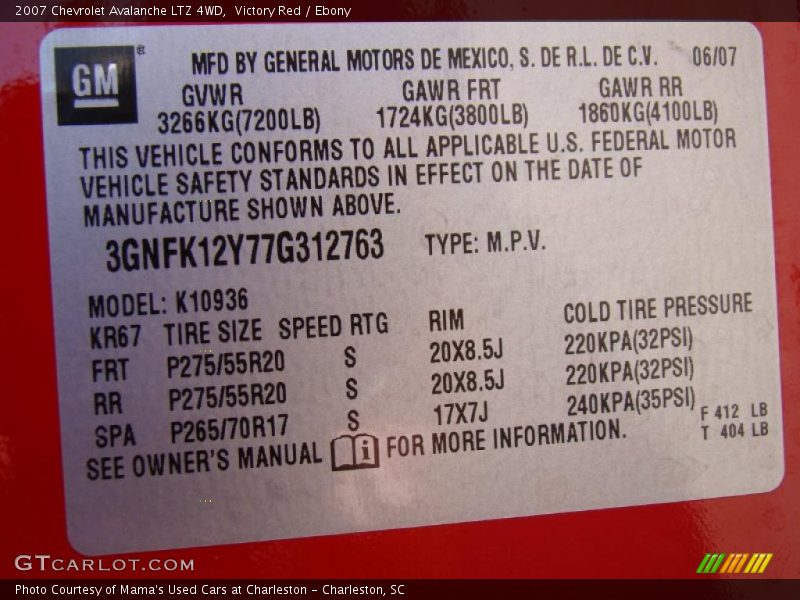 2007 Chevrolet Avalanche LTZ 4WD, Victory Red / Ebony
GM®
MFD BY GENERAL MOTORS DE MEXICO, S. DE R.L. DE C.V. 06/07
GVWR GAWR FRT GAWR RR
3266KG(7200LB) 1724KG(3800LB) 1860KG(4100LB)
THIS VEHICLE CONFORMS TO ALL APPLICABLE U.S. FEDERAL MOTOR
VEHICLE SAFETY STANDARDS IN EFFECT ON THE DATE OF
MANUFACTURE SHOWN ABOVE.
3GNFK12Y77G312763 TYPE: M.P.V.
MODEL: K10936
KR67 TIRE SIZE SPEED RTG RIM COLD TIRE PRESSURE
FRT P275/55R20 S 20X8.5J 220KPA(32PSI)
RR P275/55R20 S 20X8.5J 220KPA(32PSI)
SPA P265/70R17 S 17X7J 240KPA(35PSI) F 412 LB
T 404 LB
SEE OWNER'S MANUAL i FOR MORE INFORMATION.
GTCARLOT.COM
Photo Courtesy of Mama's Used Cars at Charleston - Charleston, SC